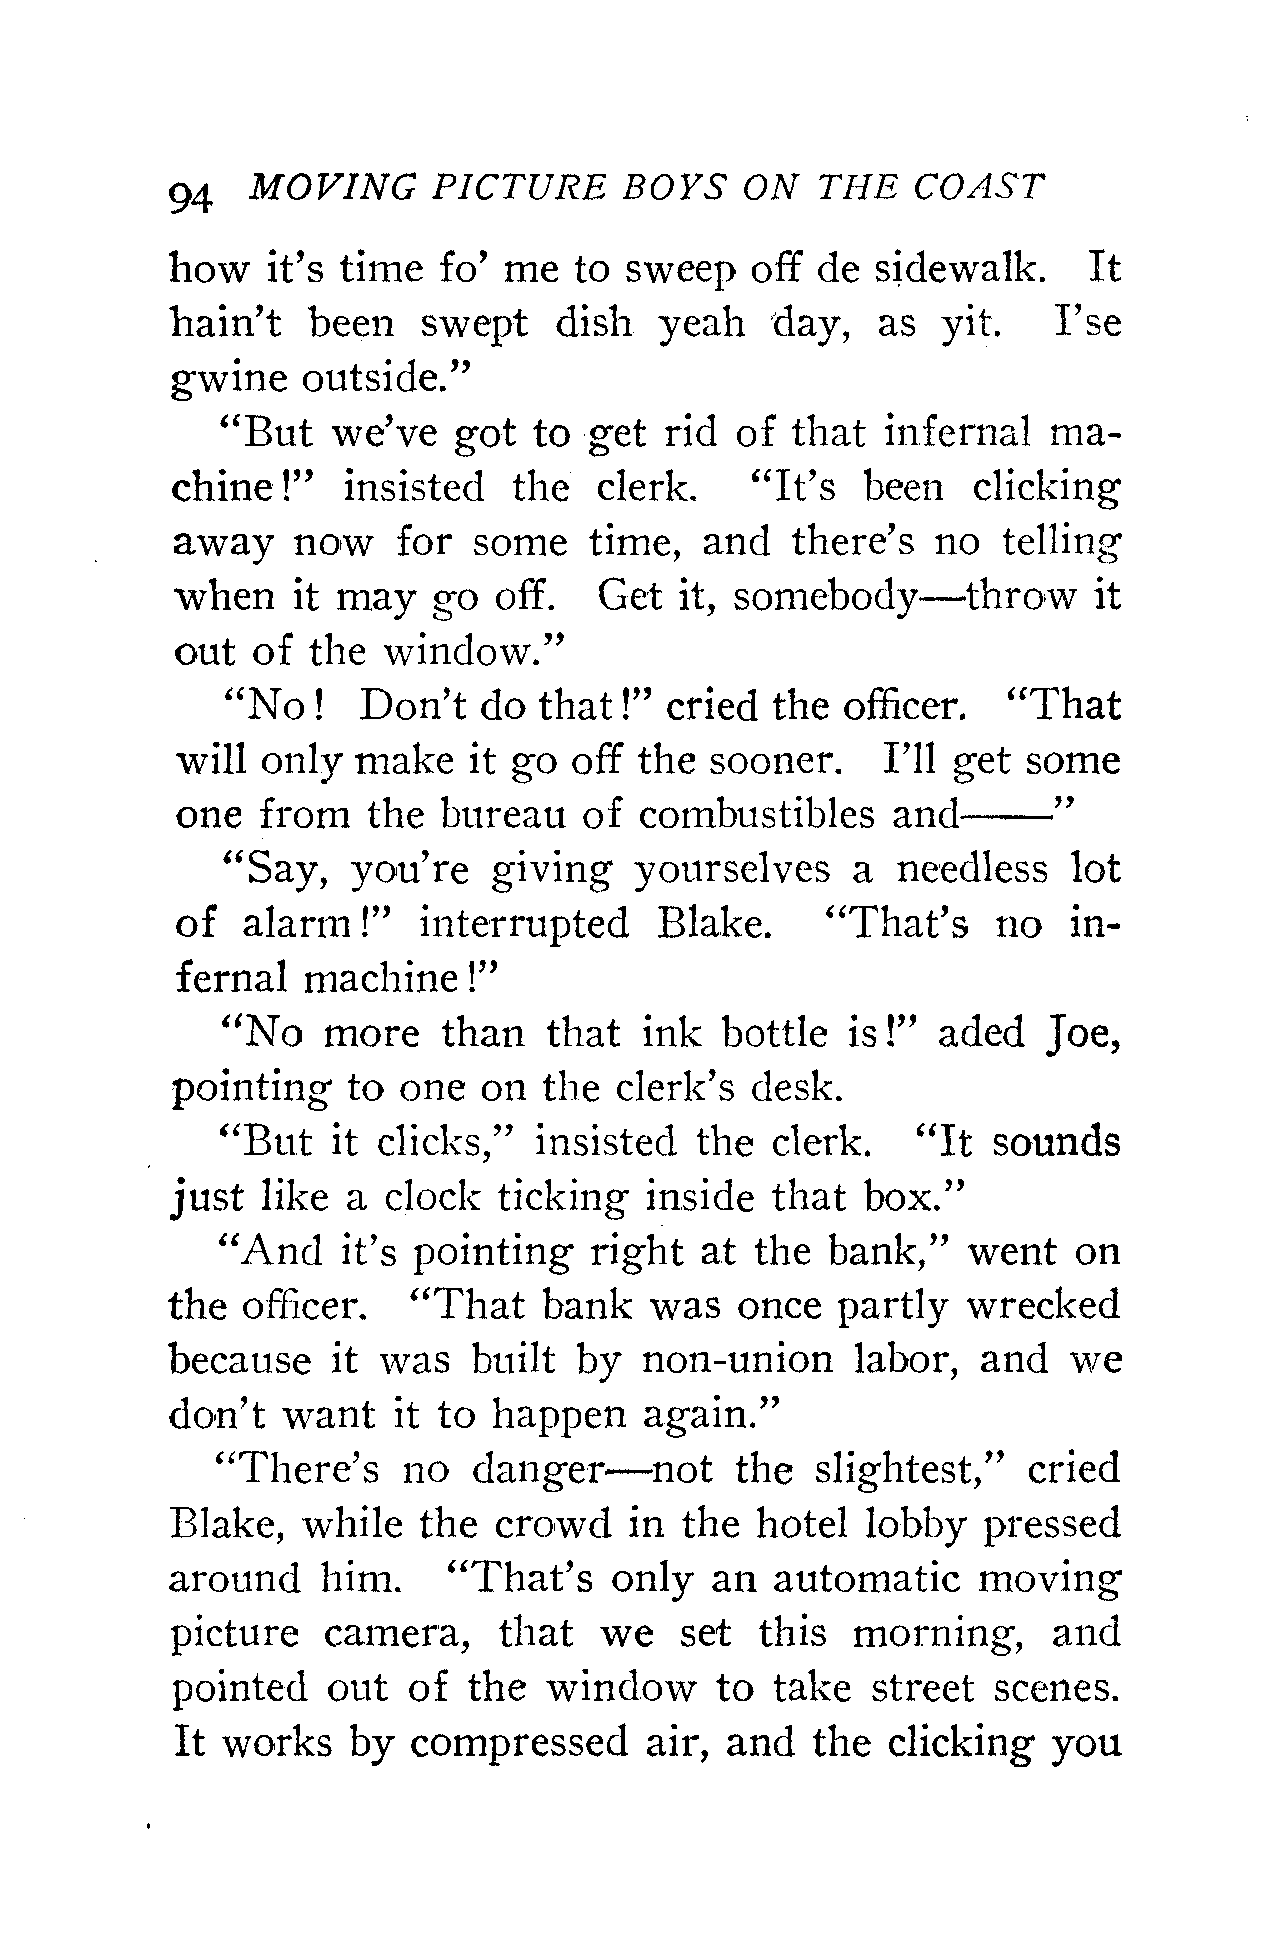 94 MOVING PICTURE BOYS ON THE COAST
how it's time fo' me to sweep off de sidewalk. It
hain't been swept dish yeah day, as yit. I'se
gwine outside."
"But we've got to get rid of that infernal ma-
chine!" insisted the clerk. "It's been clicking
away now for some time, and there's no telling
when it may go off. Get it, somebody—throw it
out of the window."
"No! Don't do that!" cried the officer. "That
will only make it go off the sooner. I'll get some
one from the bureau of combustibles and——"
"Say, you're giving yourselves a needless lot
of alarm!" interrupted Blake. "That's no in-
fernal machine!"
"No more than that ink bottle is!" aded Joe,
pointing to one on the clerk's desk.
"But it clicks," insisted the clerk. "It sounds
just like a clock ticking inside that box."
"And it's pointing right at the bank," went on
the officer. "That bank was once partly wrecked
because it was built by non-union labor, and we
don't want it to happen again."
"There's no danger—not the slightest," cried
Blake, while the crowd in the hotel lobby pressed
around him. "That's only an automatic moving
picture camera, that we set this morning, and
pointed out of the window to take street scenes.
It works by compressed air, and the clicking you